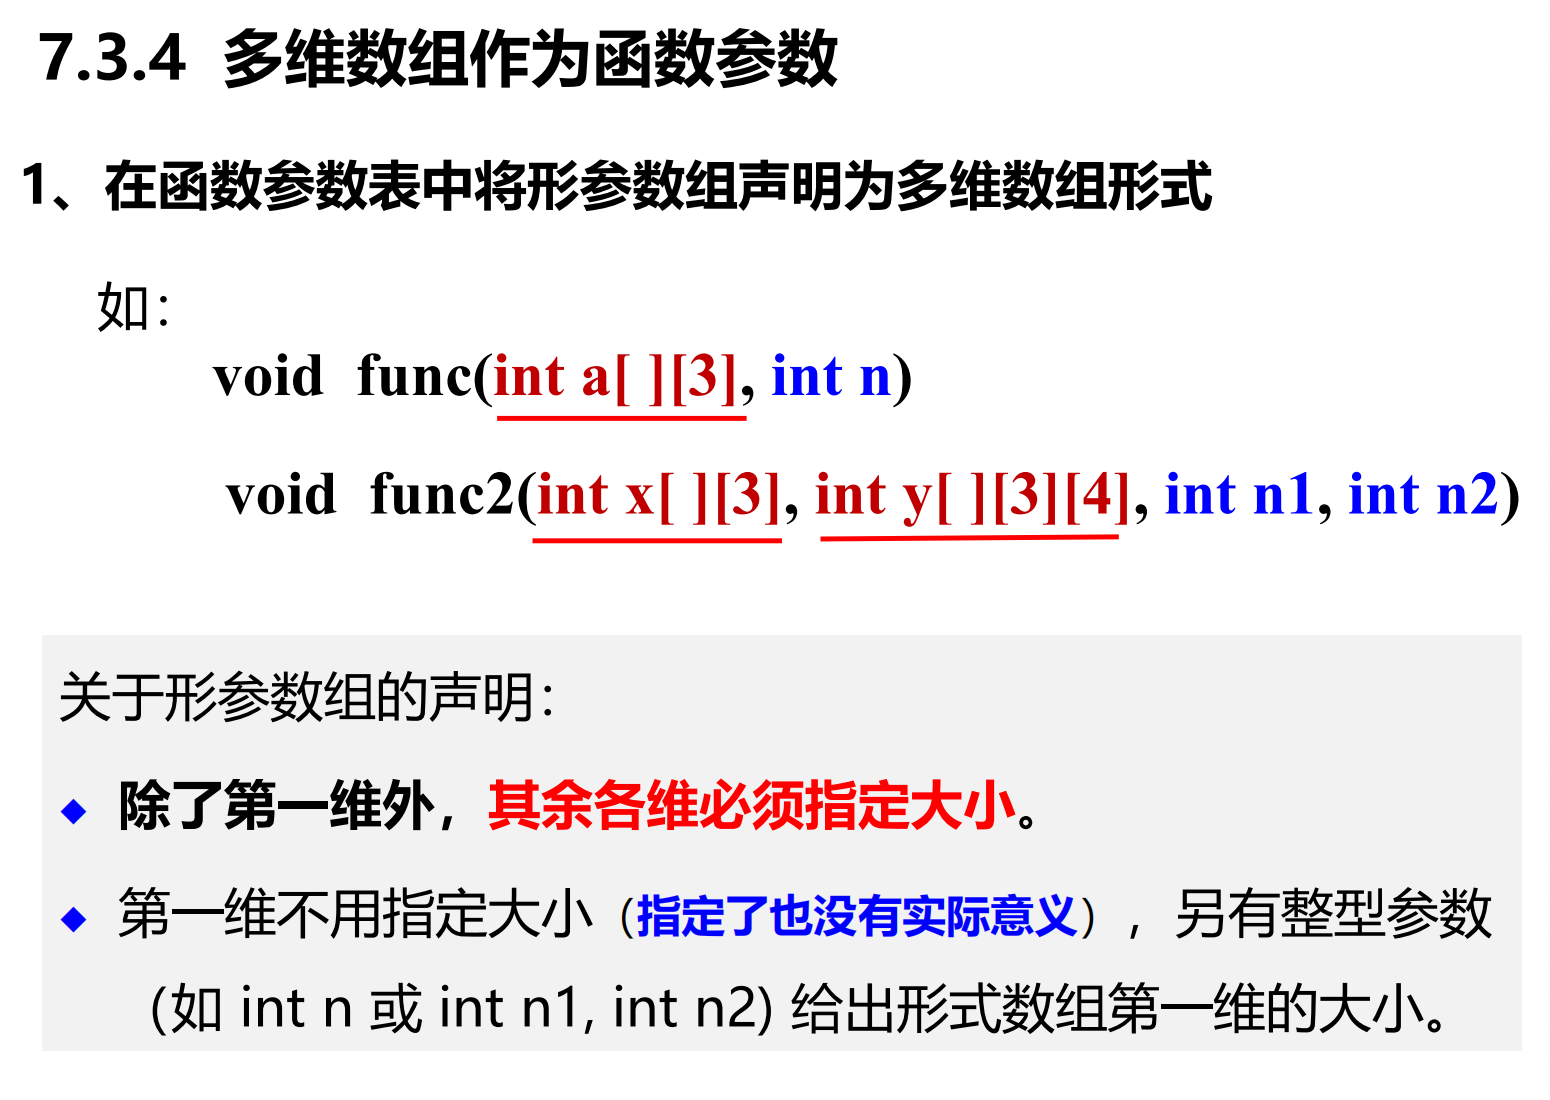 7.3.4 多维数组作为函数参数
1、在函数参数表中将形参数组声明为多维数组形式
如：
void func(int a[ ][3], int n)
void func2(int x[ ][3], int y[ ][3][4], int n1, int n2)
关于形参数组的声明：
◆ 除了第一维外，其余各维必须指定大小。
◆ 第一维不用指定大小（指定了也没有实际意义），另有整型参数
(如 int n 或 int n1, int n2) 给出形式数组第一维的大小。